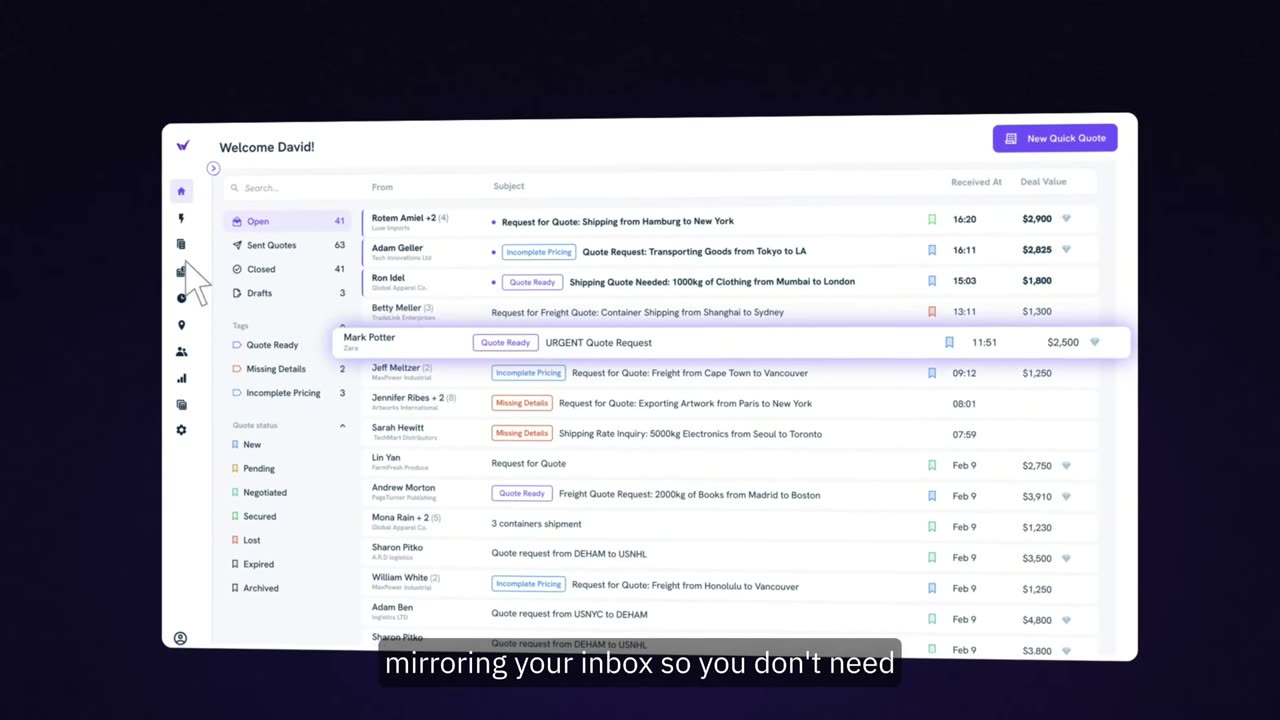 Welcome David!
New Quick Quote
Search...
From
Subject
Received At
Deal Value
Open 41
Sent Quotes 63
Closed 41
Drafts 3
Tags
Quote Ready
Missing Details 2
Incomplete Pricing 3
Quote status
New
Pending
Negotiated
Secured
Lost
Expired
Archived
Rotem Amiel +2 (4) Request for Quote: Shipping from Hamburg to New York 16:20 $2,900
Luxe Imports
Adam Geller Incomplete Pricing Quote Request: Transporting Goods from Tokyo to LA 16:11 $2,825
Tech Innovations Ltd
Ron Idel Quote Ready Shipping Quote Needed: 1000kg of Clothing from Mumbai to London 15:03 $1,800
Global Apparel Co.
Betty Meller (3) Request for Freight Quote: Container Shipping from Shanghai to Sydney 13:11 $1,300
TradeLink Enterprises
Mark Potter Quote Ready URGENT Quote Request 11:51 $2,500
Zara
Jeff Meltzer (2) Incomplete Pricing Request for Quote: Freight from Cape Town to Vancouver 09:12 $1,250
MaxPower Industrial
Jennifer Ribes + 2 (8) Missing Details Request for Quote: Exporting Artwork from Paris to New York 08:01
Artworks International
Sarah Hewitt Missing Details Shipping Rate Inquiry: 5000kg Electronics from Seoul to Toronto 07:59
TechMart Distributors
Lin Yan Request for Quote Feb 9 $2,750
FarmFresh Produce
Andrew Morton Quote Ready Freight Quote Request: 2000kg of Books from Madrid to Boston Feb 9 $3,910
PageTurner Publishing
Mona Rain + 2 (5) 3 containers shipment Feb 9 $1,230
Global Apparel Co.
Sharon Pitko Quote request from DEHAM to USNHL Feb 9 $3,500
A.R.D logistics
William White (2) Incomplete Pricing Request for Quote: Freight from Honolulu to Vancouver Feb 9 $1,250
MaxPower Industrial
Adam Ben Quote request from USNYC to DEHAM Feb 9 $4,800
logistics LTD
Sharon Pitko Quote request from DEHAM to USNHL Feb 9 $3,800
mirroring your inbox so you don't need